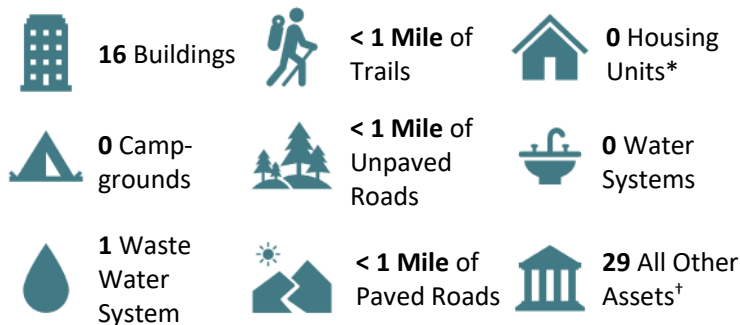 16 Buildings
< 1 Mile of
Trails
0 Housing
Units*
0 Camp-
grounds
< 1 Mile of
Unpaved
Roads
0 Water
Systems
1 Waste
Water
System
< 1 Mile of
Paved Roads
29 All Other
Assets†